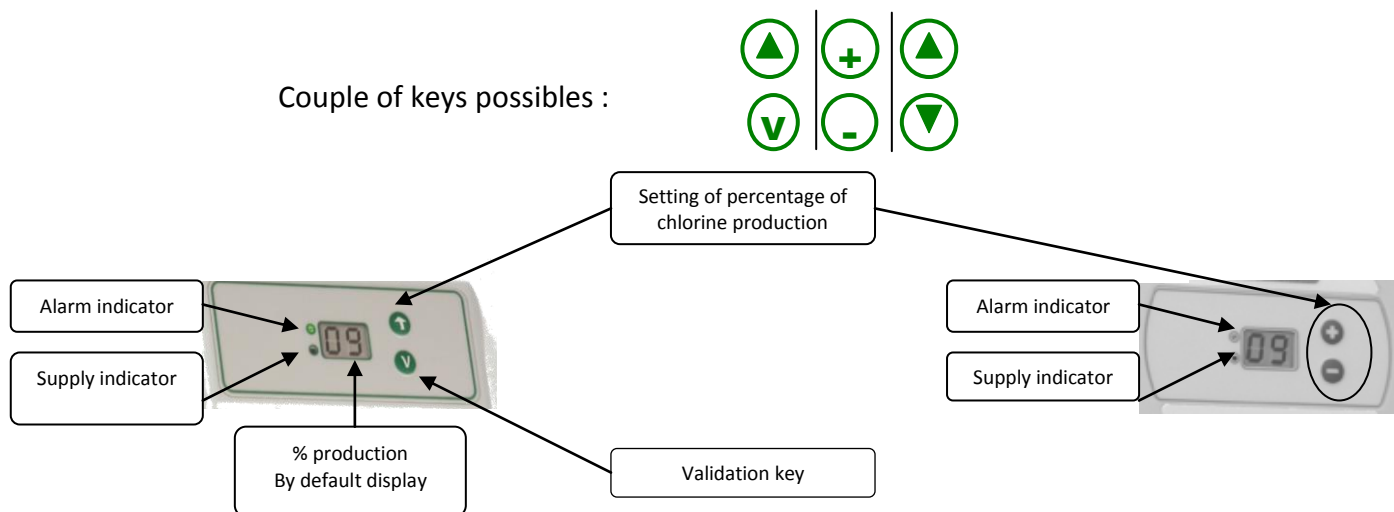 Couple of keys possibles :
+
v
-
Setting of percentage of
chlorine production
Alarm indicator
Supply indicator
09
V
% production
By default display
Validation key
Alarm indicator
Supply indicator
09
+
-